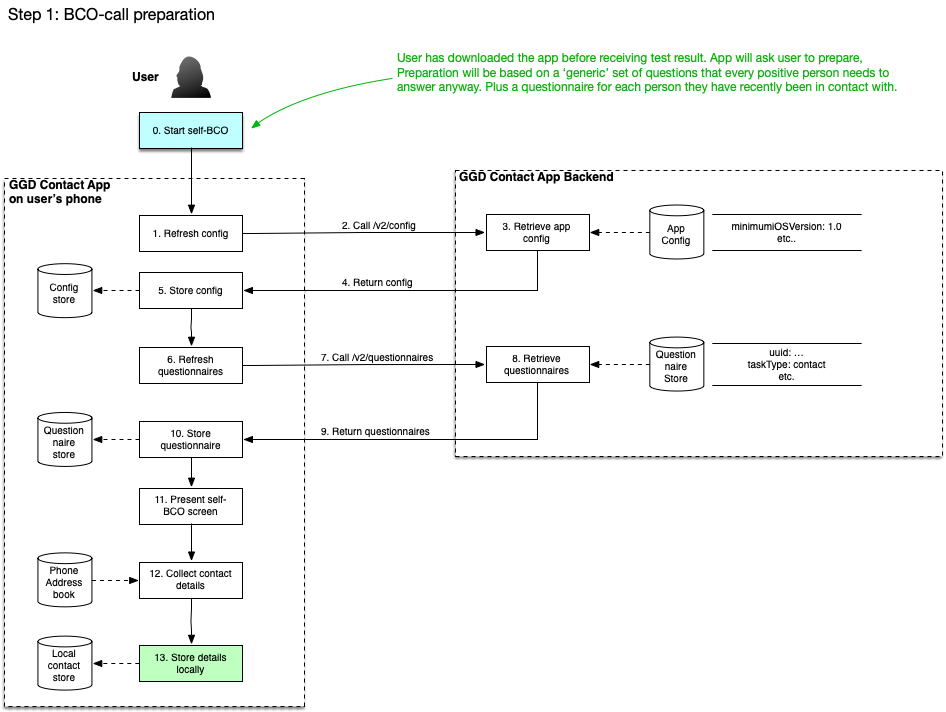 Step 1: BCO-call preparation
User
User has downloaded the app before receiving test result. App will ask user to prepare,
Preparation will be based on a ‘generic’ set of questions that every positive person needs to
answer anyway. Plus a questionnaire for each person they have recently been in contact with.
0. Start self-BCO
GGD Contact App
on user’s phone
GGD Contact App Backend
1. Refresh config
2. Call /v2/config
3. Retrieve app
config
App
Config
minimumiOSVersion: 1.0
etc..
Config
store
5. Store config
4. Return config
6. Refresh
questionnaires
7. Call /v2/questionnaires
8. Retrieve
questionnaires
Question
naire
Store
uuid: …
taskType: contact
etc.
Question
naire
store
10. Store
questionnaire
9. Return questionnaires
11. Present self-
BCO screen
Phone
Address
book
12. Collect contact
details
Local
contact
store
13. Store details
locally